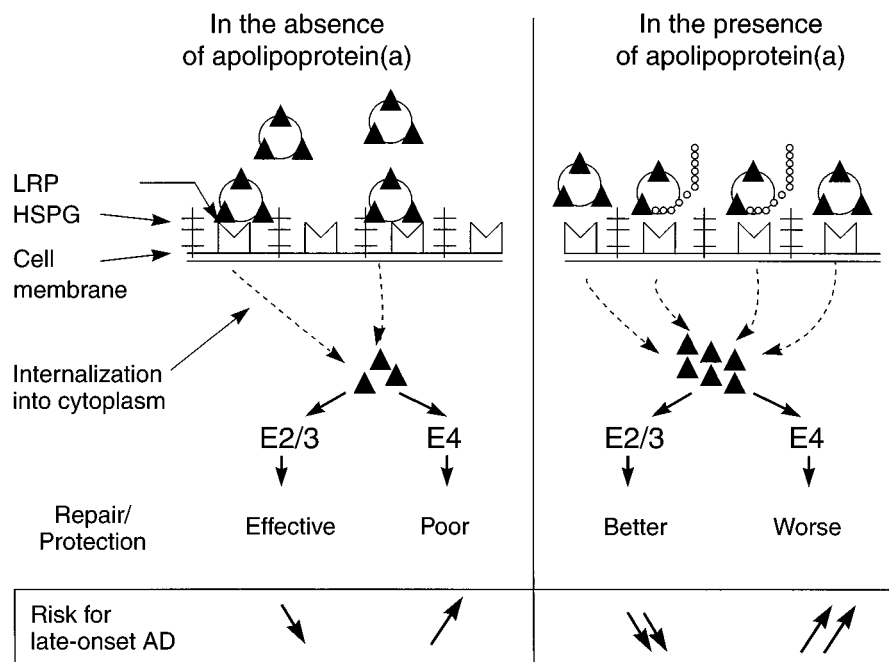 In the absence
of apolipoprotein(a)
In the presence
of apolipoprotein(a)
LRP
HSPG
Cell
membrane
Internalization
into cytoplasm
E2/3
E4
E2/3
E4
Repair/
Protection
Effective
Poor
Better
Worse
Risk for
late-onset AD